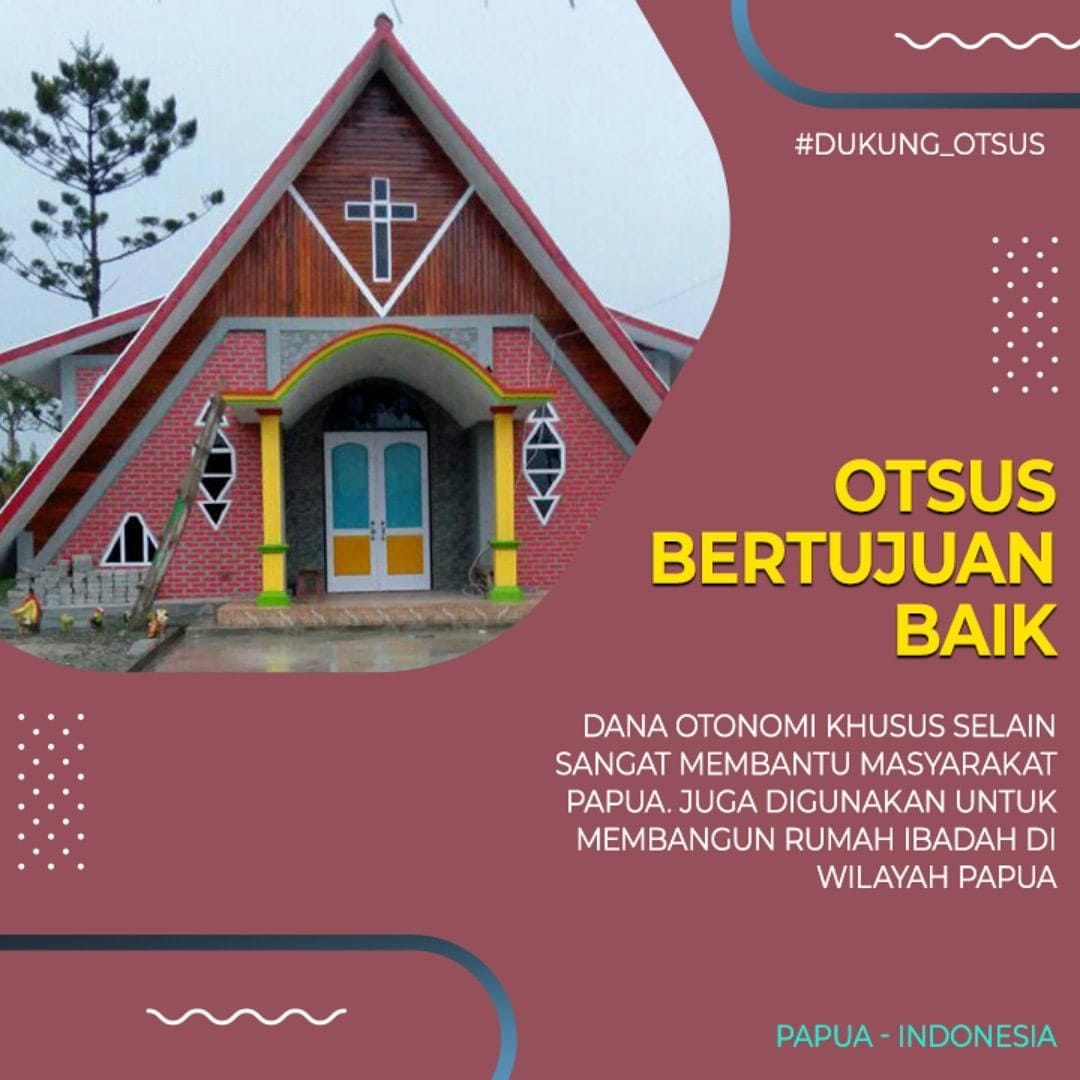 #DUKUNG_OTSUS
OTSUS
BERTUJUAN
BAIK
DANA OTONOMI KHUSUS SELAIN
SANGAT MEMBANTU MASYARAKAT
PAPUA. JUGA DIGUNAKAN UNTUK
MEMBANGUN RUMAH IBADAH DI
WILAYAH PAPUA
PAPUA - INDONESIA